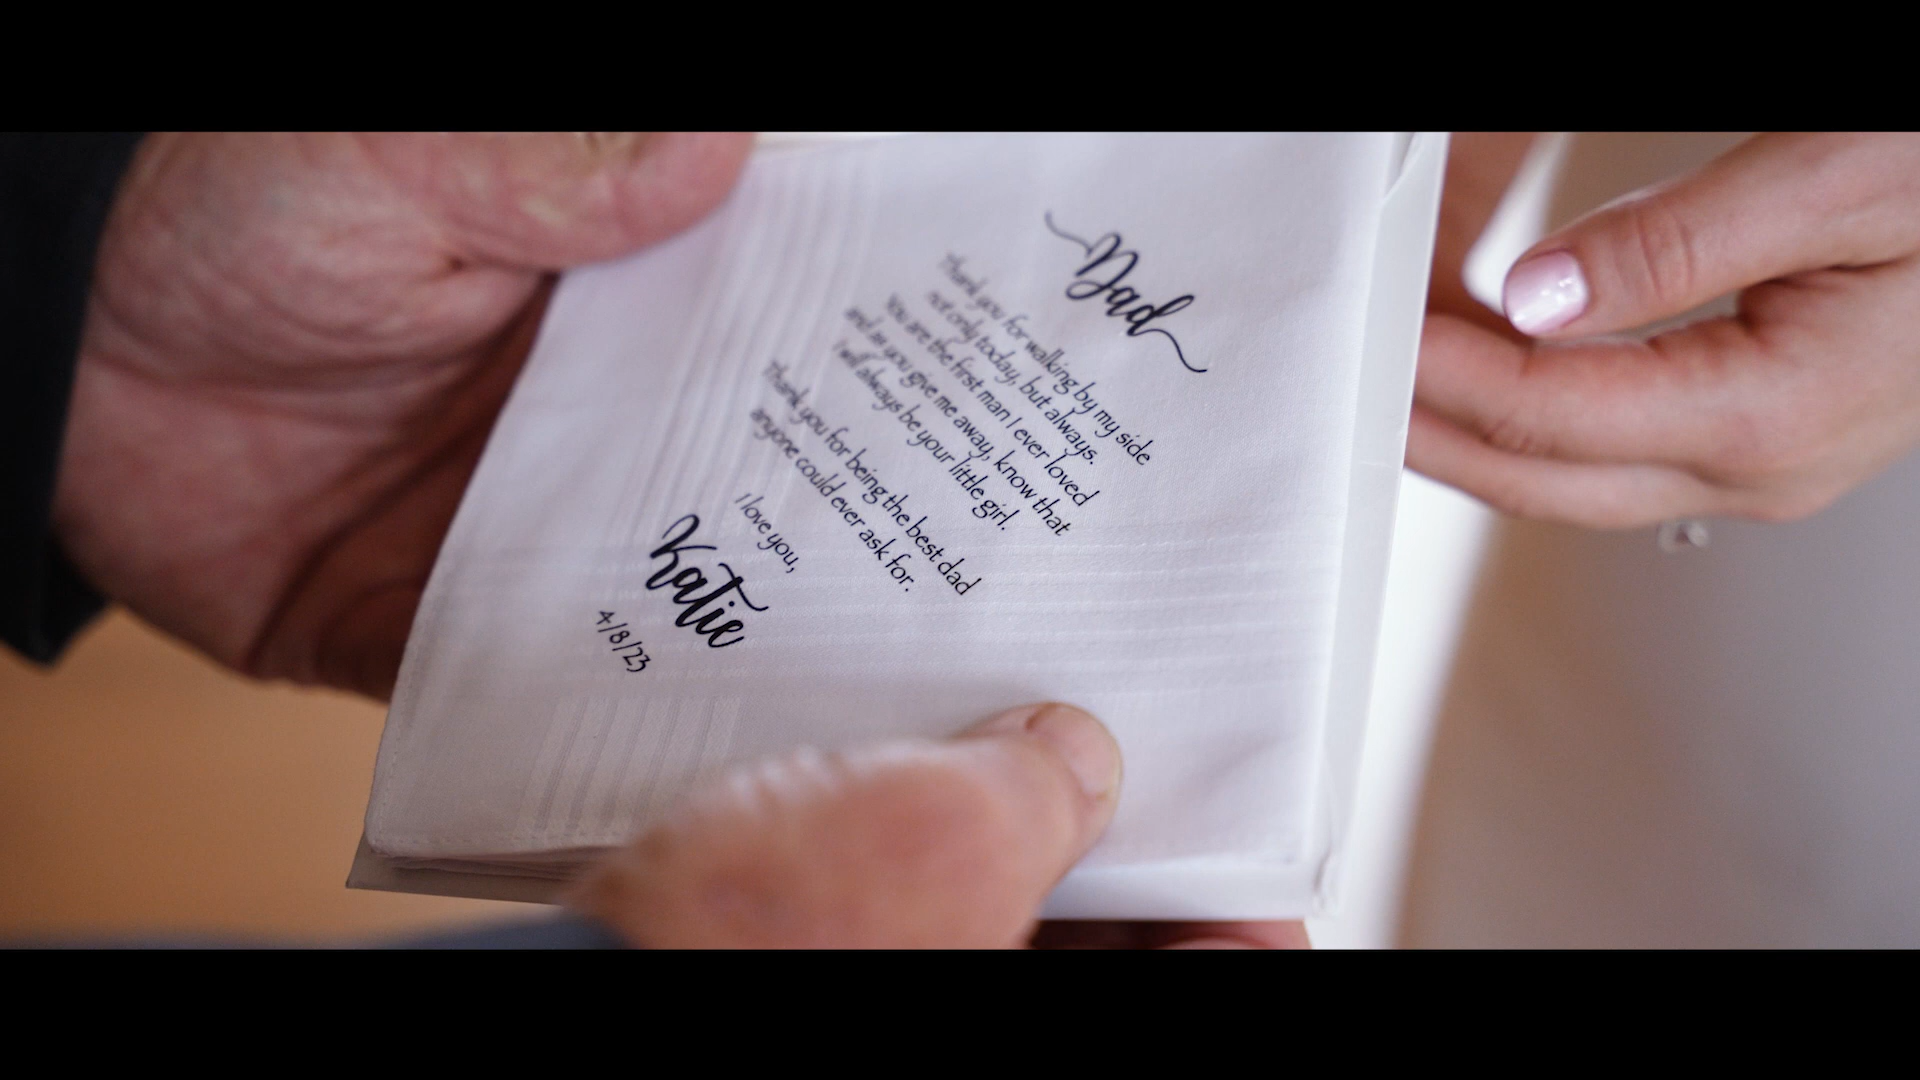 Dad
Thank you for walking by my side
not only today, but always.
You are the first man I ever loved
and as you give me away, know that
I will always be your little girl.
Thank you for being the best dad
anyone could ever ask for.
I love you,
Katie
4/8/23